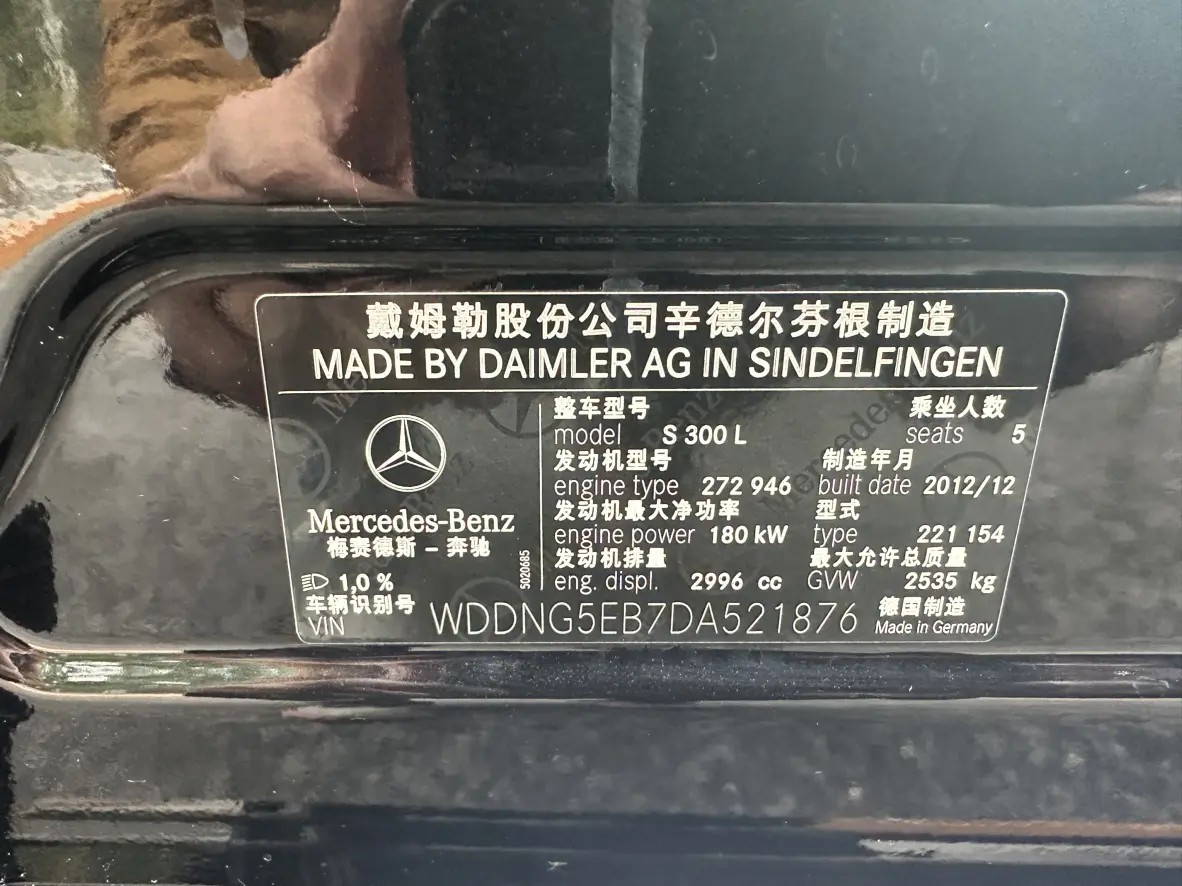 戴姆勒股份公司辛德尔芬根制造
MADE BY DAIMLER AG IN SINDELFINGEN
整车型号 乘坐人数
model S 300 L seats 5
发动机型号 制造年月
engine type 272 946 built date 2012/12
发动机最大净功率 型式
engine power 180 kW type 221 154
发动机排量 最大允许总质量
eng. displ. 2996 cc GVW 2535 kg
Mercedes-Benz
梅赛德斯 - 奔驰
5020685
1,0 %
车辆识别号
VIN WDDNG5EB7DA521876
德国制造
Made in Germany